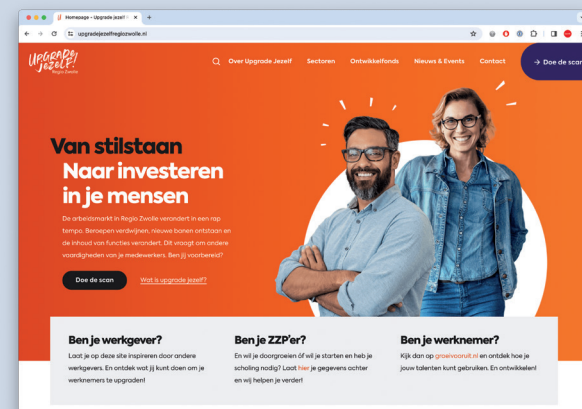 Homepage - Upgrade jezelf
upgradejezelfregiozwolle.nl
UPGRADE
JEZELF!
Regio Zwolle
Over Upgrade Jezelf
Sectoren
Ontwikkelfonds
Nieuws & Events
Contact
→ Doe de scan
Van stilstaan
Naar investeren
in je mensen
De arbeidsmarkt in Regio Zwolle verandert in een rap
tempo. Beroepen verdwijnen, nieuwe banen ontstaan en
de inhoud van functies verandert. Dit vraagt om andere
vaardigheden van je medewerkers. Ben jij voorbereid?
Doe de scan
Wat is upgrade jezelf?
Ben je werkgever?
Laat je op deze site inspireren door andere
werkgevers. En ontdek wat jij kunt doen om je
werknemers te upgraden!
Ben je ZZP'er?
En wil je doorgroeien óf wil je starten en heb je
scholing nodig? Laat hier je gegevens achter
en wij helpen je verder!
Ben je werknemer?
Kijk dan op groeivooruit.nl en ontdek hoe je
jouw talenten kunt gebruiken. En ontwikkelen!